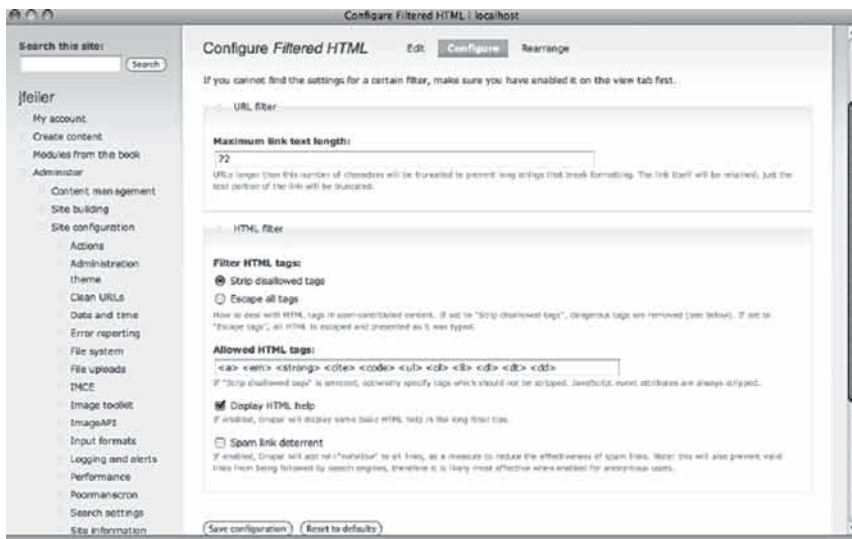 Configure Filtered HTML | localhost
Search this site:
Search
jfeiler
My account
Create content
Modules from the book
Administer
Content management
Site building
Site configuration
Actions
Administration
theme
Clean URLs
Date and time
Error reporting
File system
File uploads
IMCE
Image toolkit
ImageAPI
Input formats
Logging and alerts
Performance
Poormanscron
Search settings
Site information
Configure Filtered HTML
Edit
Configure
Rearrange
If you cannot find the settings for a certain filter, make sure you have enabled it on the view tab first.
URL filter
Maximum link text length:
72
URLs longer than this number of characters will be truncated to prevent long strings that break formatting. The link itself will be retained; just the
text portion of the link will be truncated.
HTML filter
Filter HTML tags:
Strip disallowed tags
Escape all tags
How to deal with HTML tags in user-contributed content. If set to "Strip disallowed tags", dangerous tags are removed (see below). If set to
"Escape tags", all HTML is escaped and presented as it was typed.
Allowed HTML tags:
<a> <em> <strong> <cite> <code> <ul> <ol> <li> <dl> <dt> <dd>
If "Strip disallowed tags" is selected, optionally specify tags which should not be stripped. JavaScript event attributes are always stripped.
Display HTML help
If enabled, Drupal will display some basic HTML help in the long filter tips.
Spam link deterrent
If enabled, Drupal will add rel="nofollow" to all links, as a measure to reduce the effectiveness of spam links. Note: this will also prevent valid
links from being followed by search engines, therefore it is likely most effective when enabled for anonymous users.
Save configuration
Reset to defaults